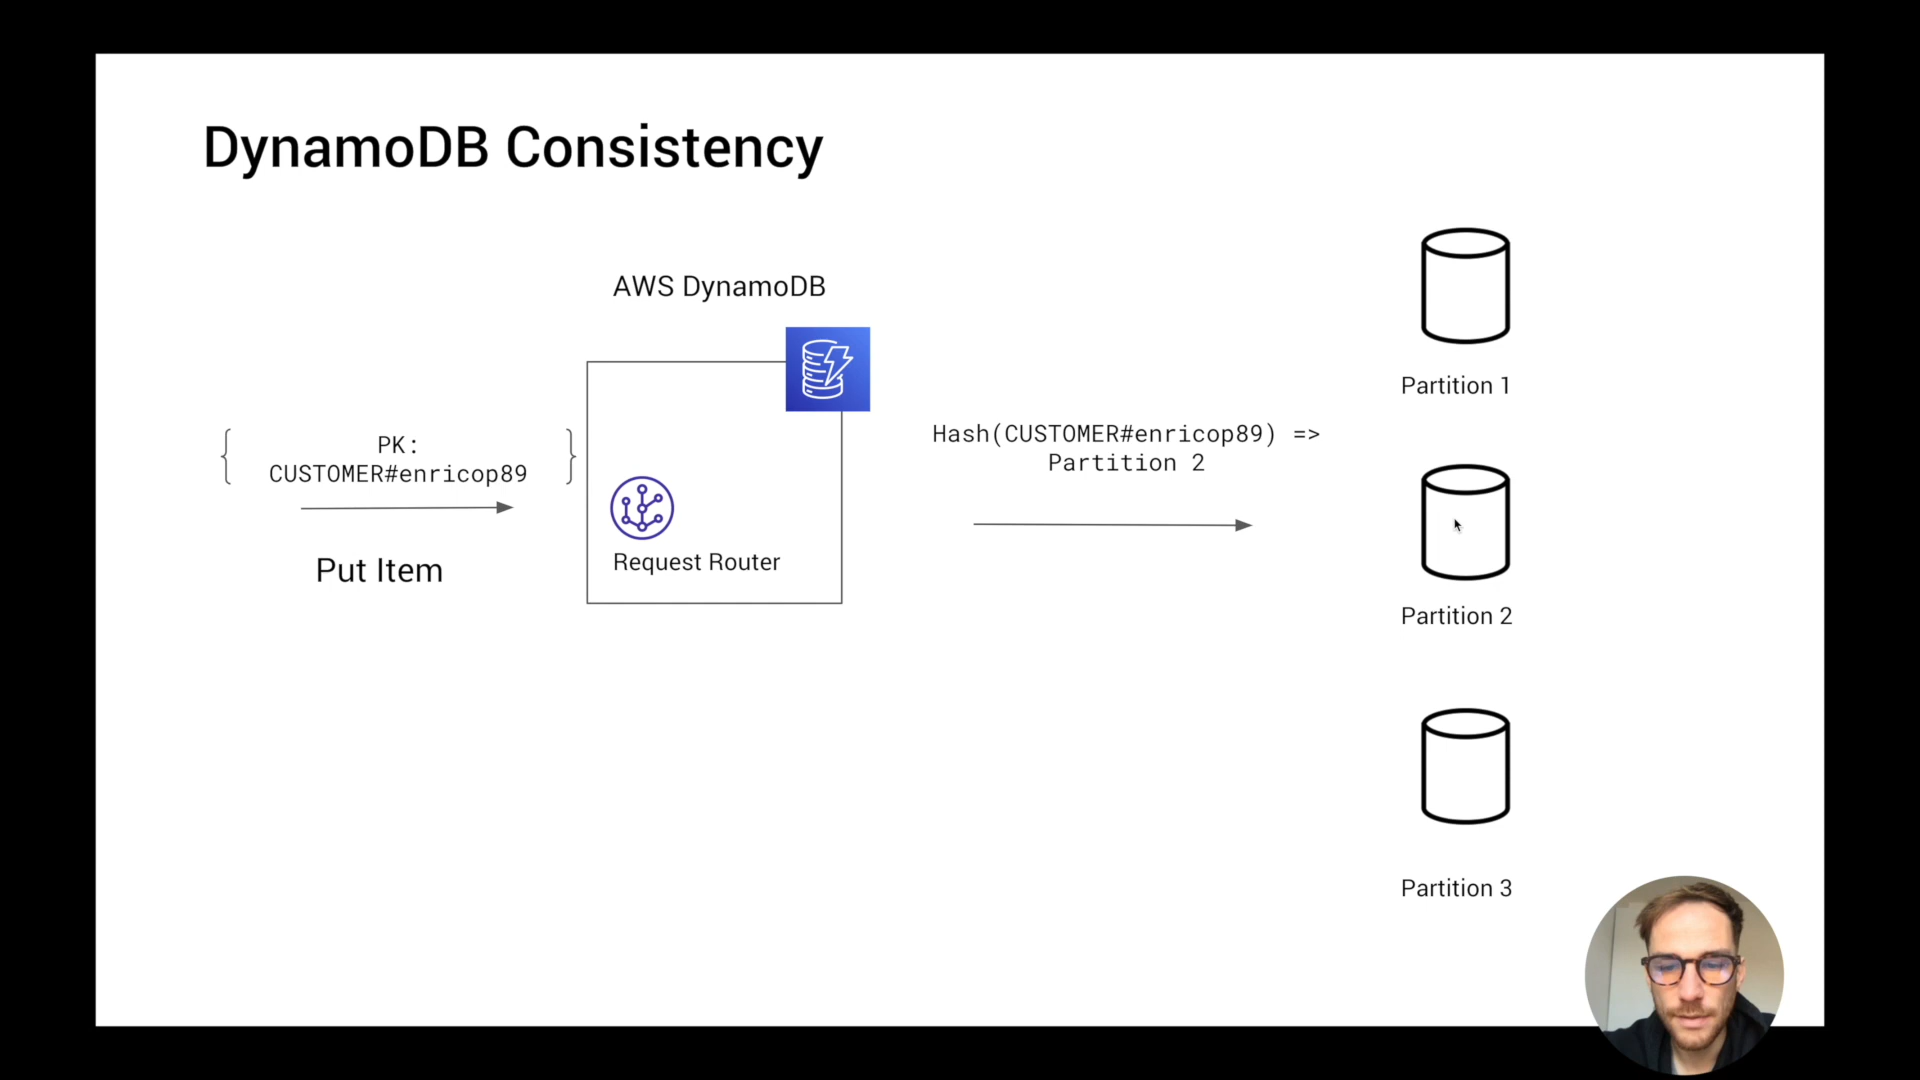 DynamoDB Consistency
AWS DynamoDB
{ PK: }
CUSTOMER#enricop89
Put Item
Request Router
Hash(CUSTOMER#enricop89) =>
Partition 2
Partition 1
Partition 2
Partition 3